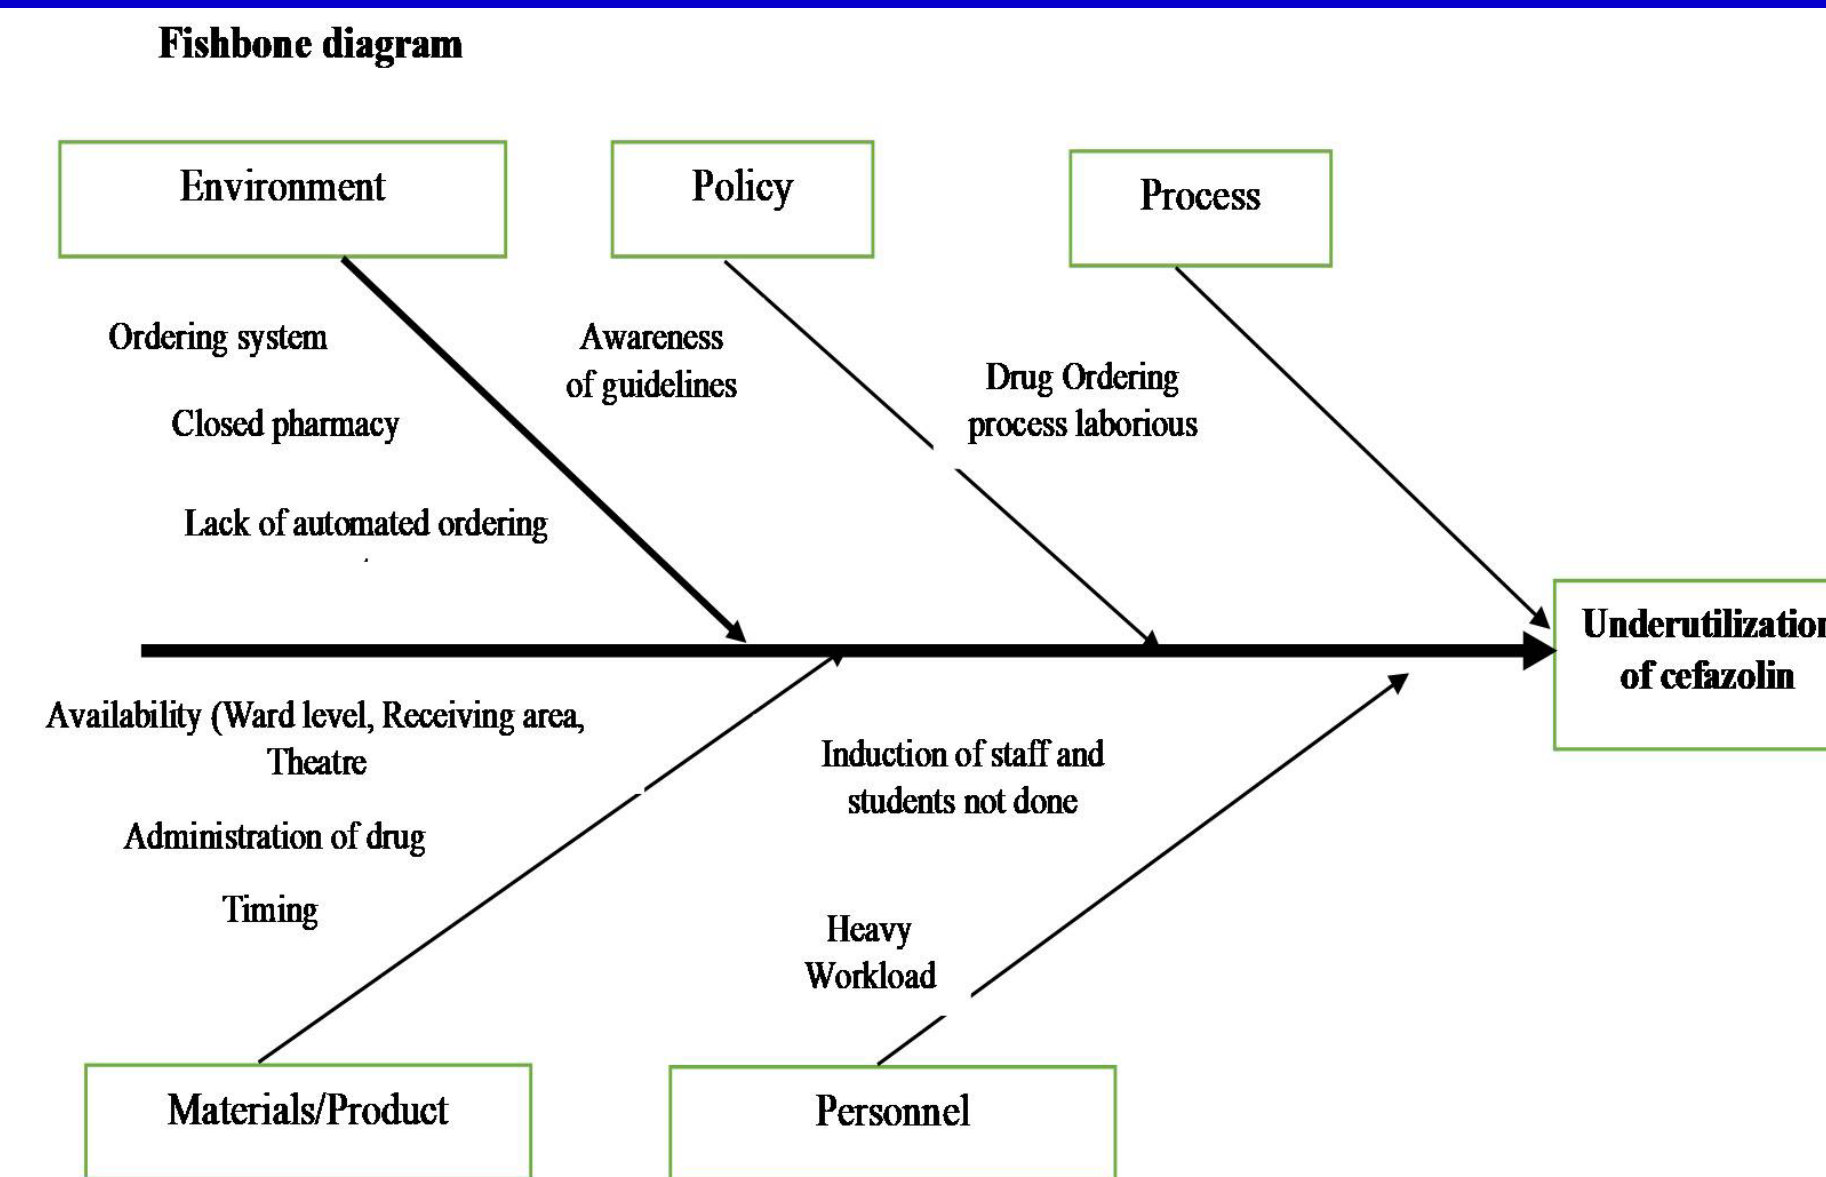 Fishbone diagram
Environment
Policy
Process
Ordering system
Closed pharmacy
Lack of automated ordering
Awareness
of guidelines
Drug Ordering
process laborious
Underutilization
of cefazolin
Availability (Ward level, Receiving area,
Theatre
Administration of drug
Timing
Induction of staff and
students not done
Heavy
Workload
Materials/Product
Personnel